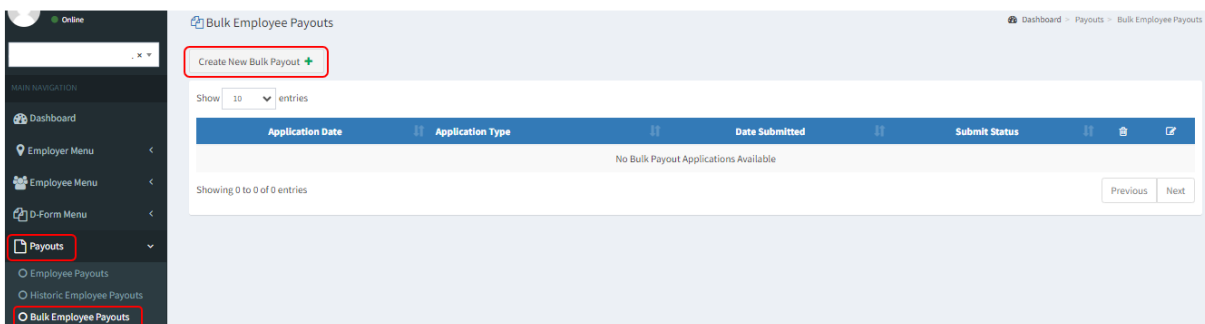 Online
Bulk Employee Payouts
Dashboard > Payouts > Bulk Employee Payouts
. × ▾
Create New Bulk Payout +
MAIN NAVIGATION
Show 10 entries
Dashboard
Application Date Application Type Date Submitted Submit Status
Employer Menu
No Bulk Payout Applications Available
Employee Menu
Showing 0 to 0 of 0 entries
Previous Next
D-Form Menu
Payouts
Employee Payouts
Historic Employee Payouts
Bulk Employee Payouts